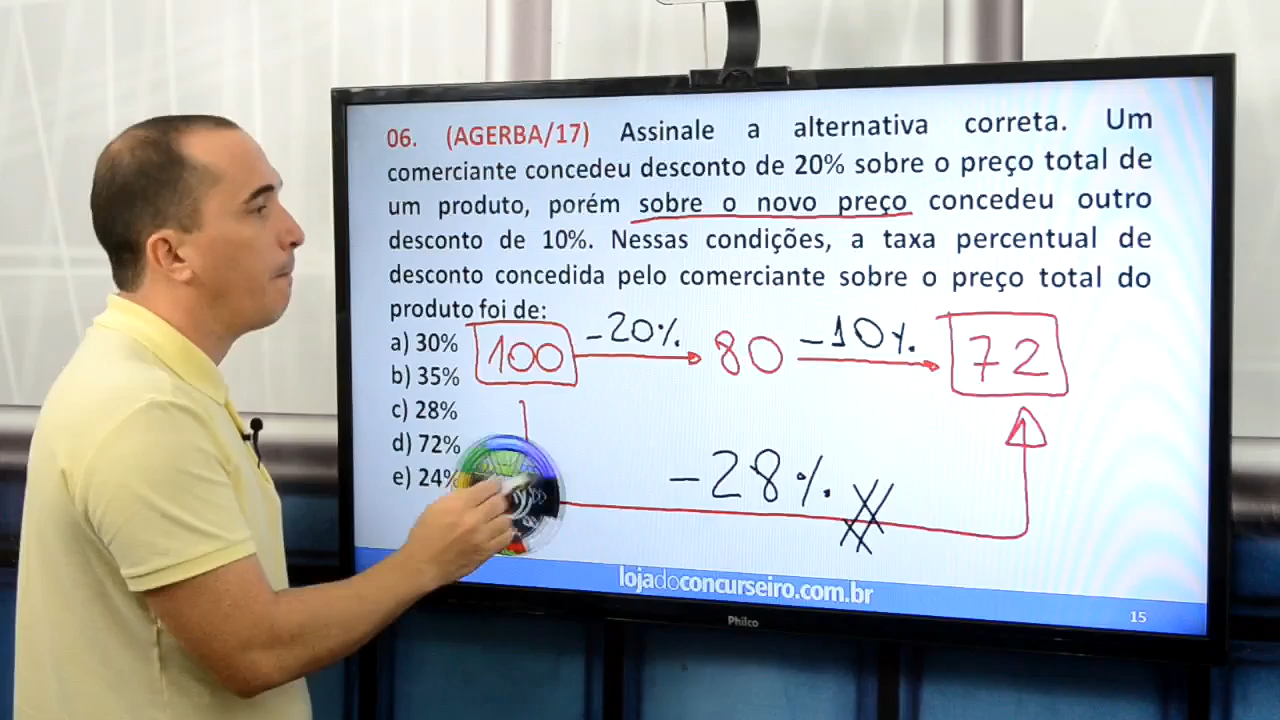 06. (AGERBA/17) Assinale a alternativa correta. Um
comerciante concedeu desconto de 20% sobre o preço total de
um produto, porém sobre o novo preço concedeu outro
desconto de 10%. Nessas condições, a taxa percentual de
desconto concedida pelo comerciante sobre o preço total do
produto foi de:
a) 30%
b) 35%
c) 28%
d) 72%
e) 24%
100 -20% 80 -10% 72
-28%
lojadoconcurseiro.com.br
15
Philco